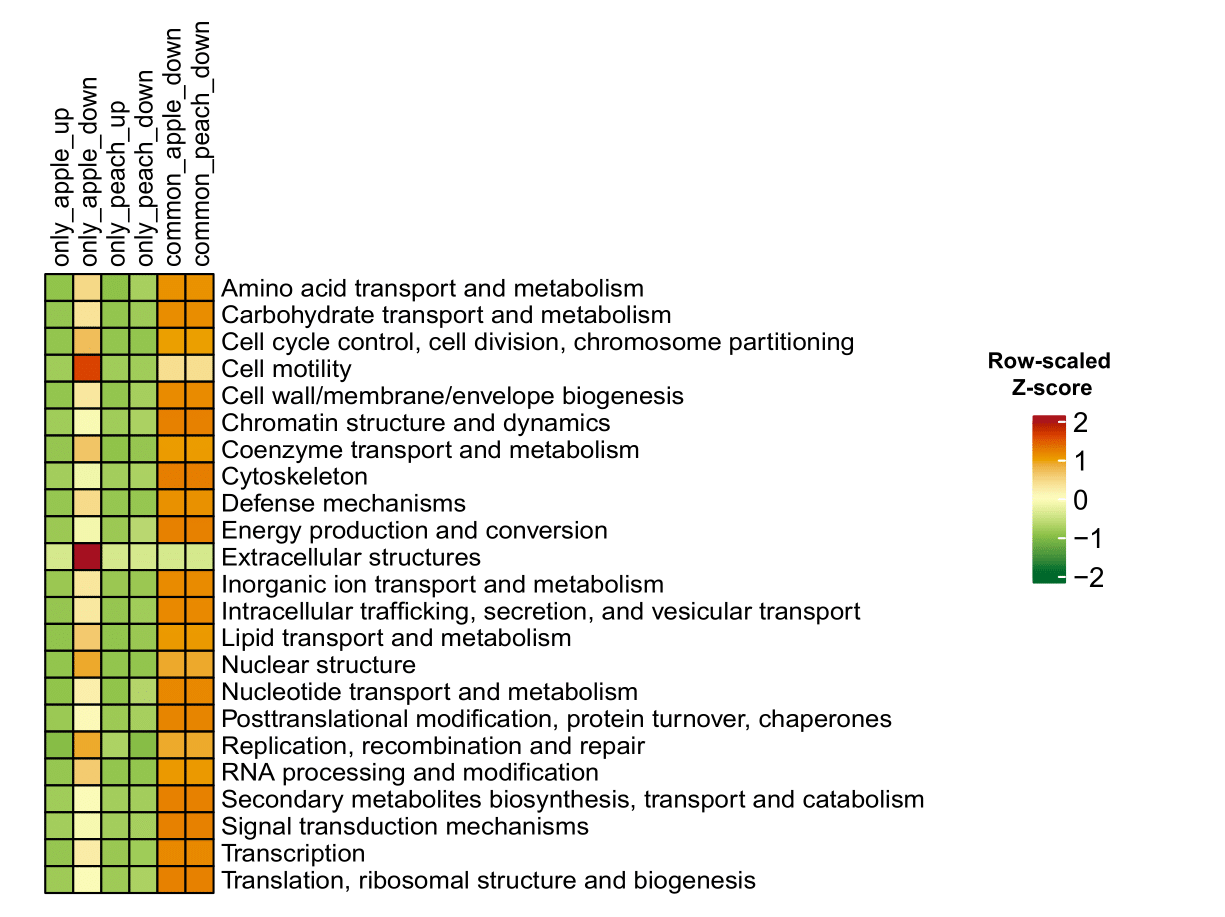 only_apple_up
only_apple_down
only_peach_up
only_peach_down
common_apple_down
common_peach_down
Amino acid transport and metabolism
Carbohydrate transport and metabolism
Cell cycle control, cell division, chromosome partitioning
Cell motility
Cell wall/membrane/envelope biogenesis
Chromatin structure and dynamics
Coenzyme transport and metabolism
Cytoskeleton
Defense mechanisms
Energy production and conversion
Extracellular structures
Inorganic ion transport and metabolism
Intracellular trafficking, secretion, and vesicular transport
Lipid transport and metabolism
Nuclear structure
Nucleotide transport and metabolism
Posttranslational modification, protein turnover, chaperones
Replication, recombination and repair
RNA processing and modification
Secondary metabolites biosynthesis, transport and catabolism
Signal transduction mechanisms
Transcription
Translation, ribosomal structure and biogenesis
Row-scaled
Z-score
2
1
0
−1
−2